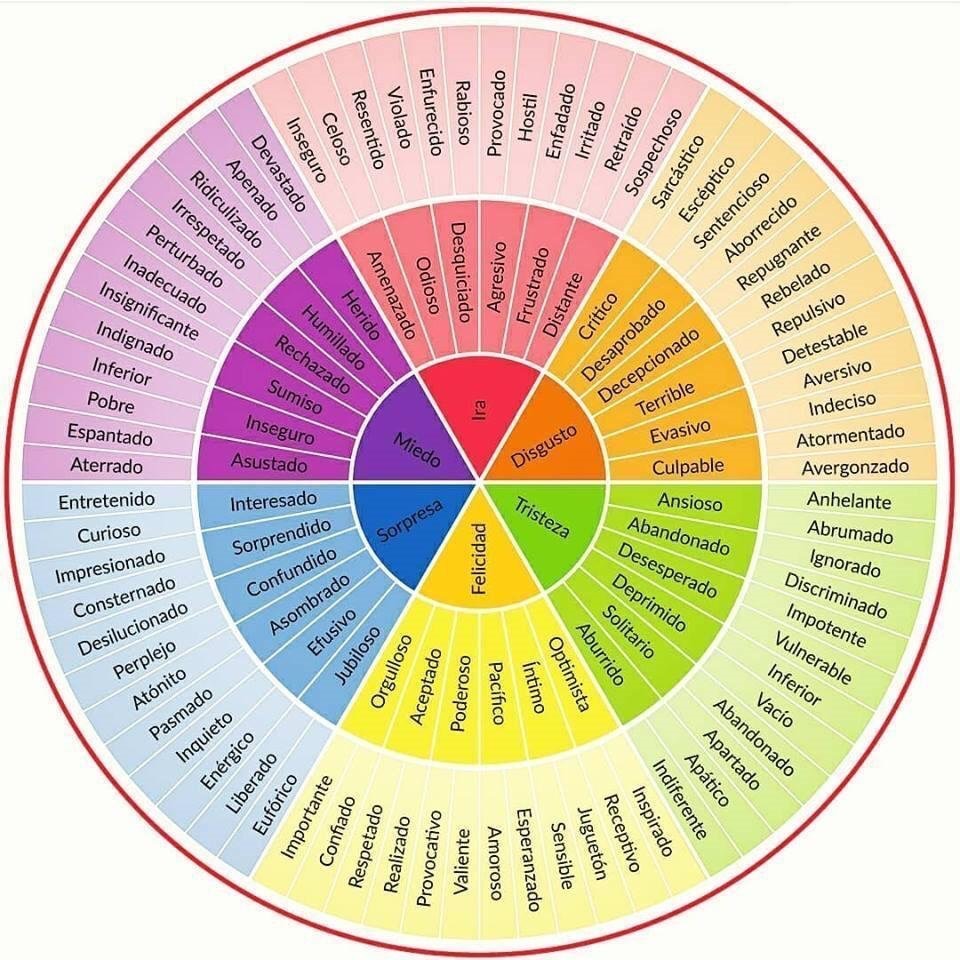 Ira
Disgusto
Tristeza
Felicidad
Sorpresa
Miedo
Amenazado
Odioso
Desquiciado
Agresivo
Frustrado
Distante
Crítico
Desaprobado
Decepcionado
Terrible
Evasivo
Culpable
Ansioso
Abandonado
Desesperado
Deprimido
Solitario
Aburrido
Optimista
Íntimo
Pacífico
Poderoso
Aceptado
Orgulloso
Jubiloso
Efusivo
Asombrado
Confundido
Sorprendido
Interesado
Asustado
Inseguro
Sumiso
Rechazado
Humillado
Herido
Inseguro
Celoso
Resentido
Violado
Enfurecido
Rabioso
Provocado
Hostil
Enfadado
Irritado
Retraído
Sospechoso
Sarcástico
Escéptico
Sentencioso
Aborrecido
Repugnante
Rebelado
Repulsivo
Detestable
Aversivo
Indeciso
Atormentado
Avergonzado
Anhelante
Abrumado
Ignorado
Discriminado
Impotente
Vulnerable
Inferior
Vacío
Abandonado
Apartado
Apático
Indiferente
Inspirado
Receptivo
Juguetón
Sensible
Esperanzado
Amoroso
Valiente
Provocativo
Realizado
Respetado
Confiado
Importante
Eufórico
Liberado
Enérgico
Inquieto
Pasmado
Atónito
Perplejo
Desilucionado
Consternado
Impresionado
Curioso
Entretenido
Aterrado
Espantado
Pobre
Inferior
Indignado
Insignificante
Inadecuado
Perturbado
Irrespetado
Ridiculizado
Apenado
Devastado